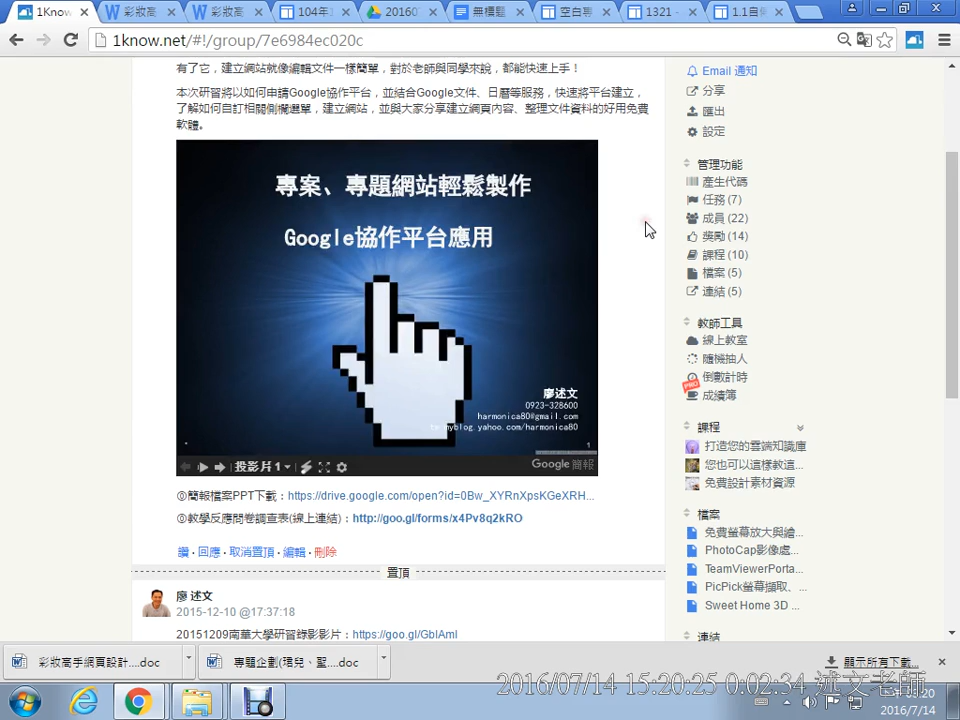 1Know
彩妝高
彩妝高
104年
20160
無標題
空白專
1321 -
1.1自
1know.net/#!/group/7e6984ec020c
有了它，建立網站就像編輯文件一樣簡單，對於老師與同學來說，都能快速上手！
本次研習將以如何申請Google協作平台，並結合Google文件、日曆等服務，快速將平台建立，
了解如何自訂相關側欄選單，建立網站，並與大家分享建立網頁內容、整理文件資料的好用免費
軟體。
專案、專題網站輕鬆製作
Google協作平台應用
廖述文
0923-328600
harmonica80@gmail.com
tw.myblog.yahoo.com/harmonica80
1
投影片 1
Google 簡報
◎簡報檔案PPT下載：https://drive.google.com/open?id=0Bw_XYRnXpsKGeXRH...
◎教學反應問卷調查表(線上連結)：http://goo.gl/forms/x4Pv8q2kRO
讚 · 回應 · 取消置頂 · 編輯 · 刪除
置頂
廖 述文
2015-12-10 @17:37:18
20151209南華大學研習錄影影片：https://goo.gl/GbIAmI
Email 通知
分享
匯出
設定
管理功能
產生代碼
任務 (7)
成員 (22)
獎勵 (14)
課程 (10)
檔案 (5)
連結 (5)
教師工具
線上教室
隨機抽人
倒數計時
PRO
成績簿
課程
打造您的雲端知識庫
您也可以這樣教這...
免費設計素材資源
檔案
免費螢幕放大與繪...
PhotoCap影像處...
TeamViewerPorta...
PicPick螢幕擷取、...
Sweet Home 3D ...
連結
彩妝高手網頁設計....doc
專題企劃(珺兒、聖....doc
顯示所有下載...
2016/07/14 15:20:25 0:02:34 述文老師
2016/7/14